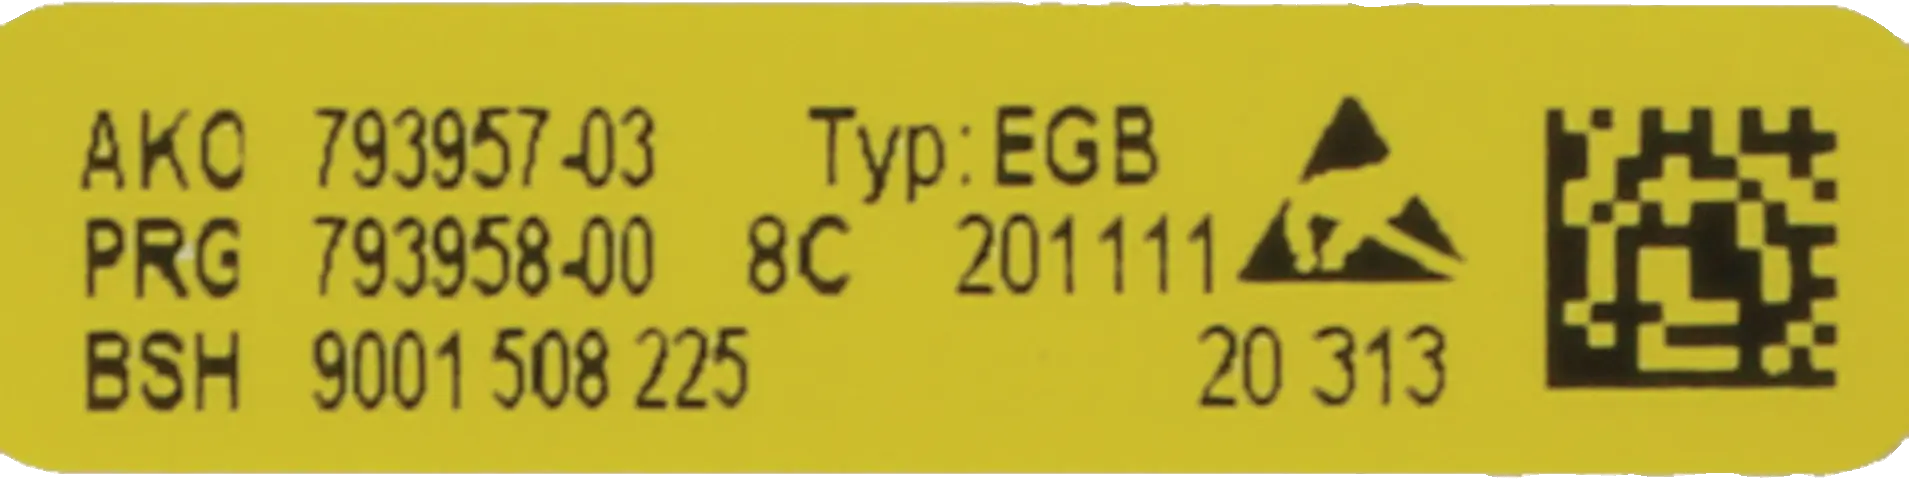 AKO 793957-03 Typ:EGB
PRG 793958-00 8C 201111
BSH 9001 508 225 20 313